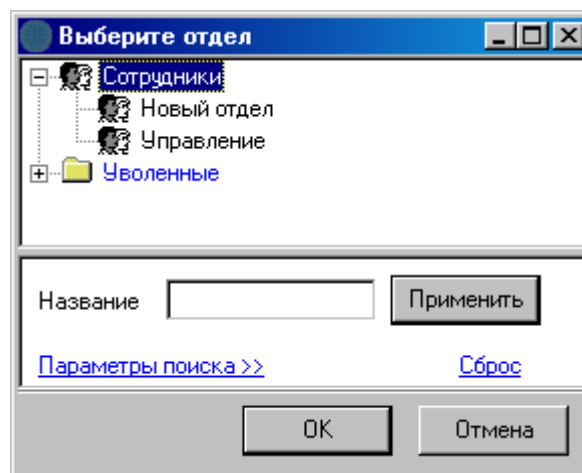 Выберите отдел
Сотрудники
Новый отдел
Управление
Уволенные
Название Применить
Параметры поиска >> Сброс
OK Отмена